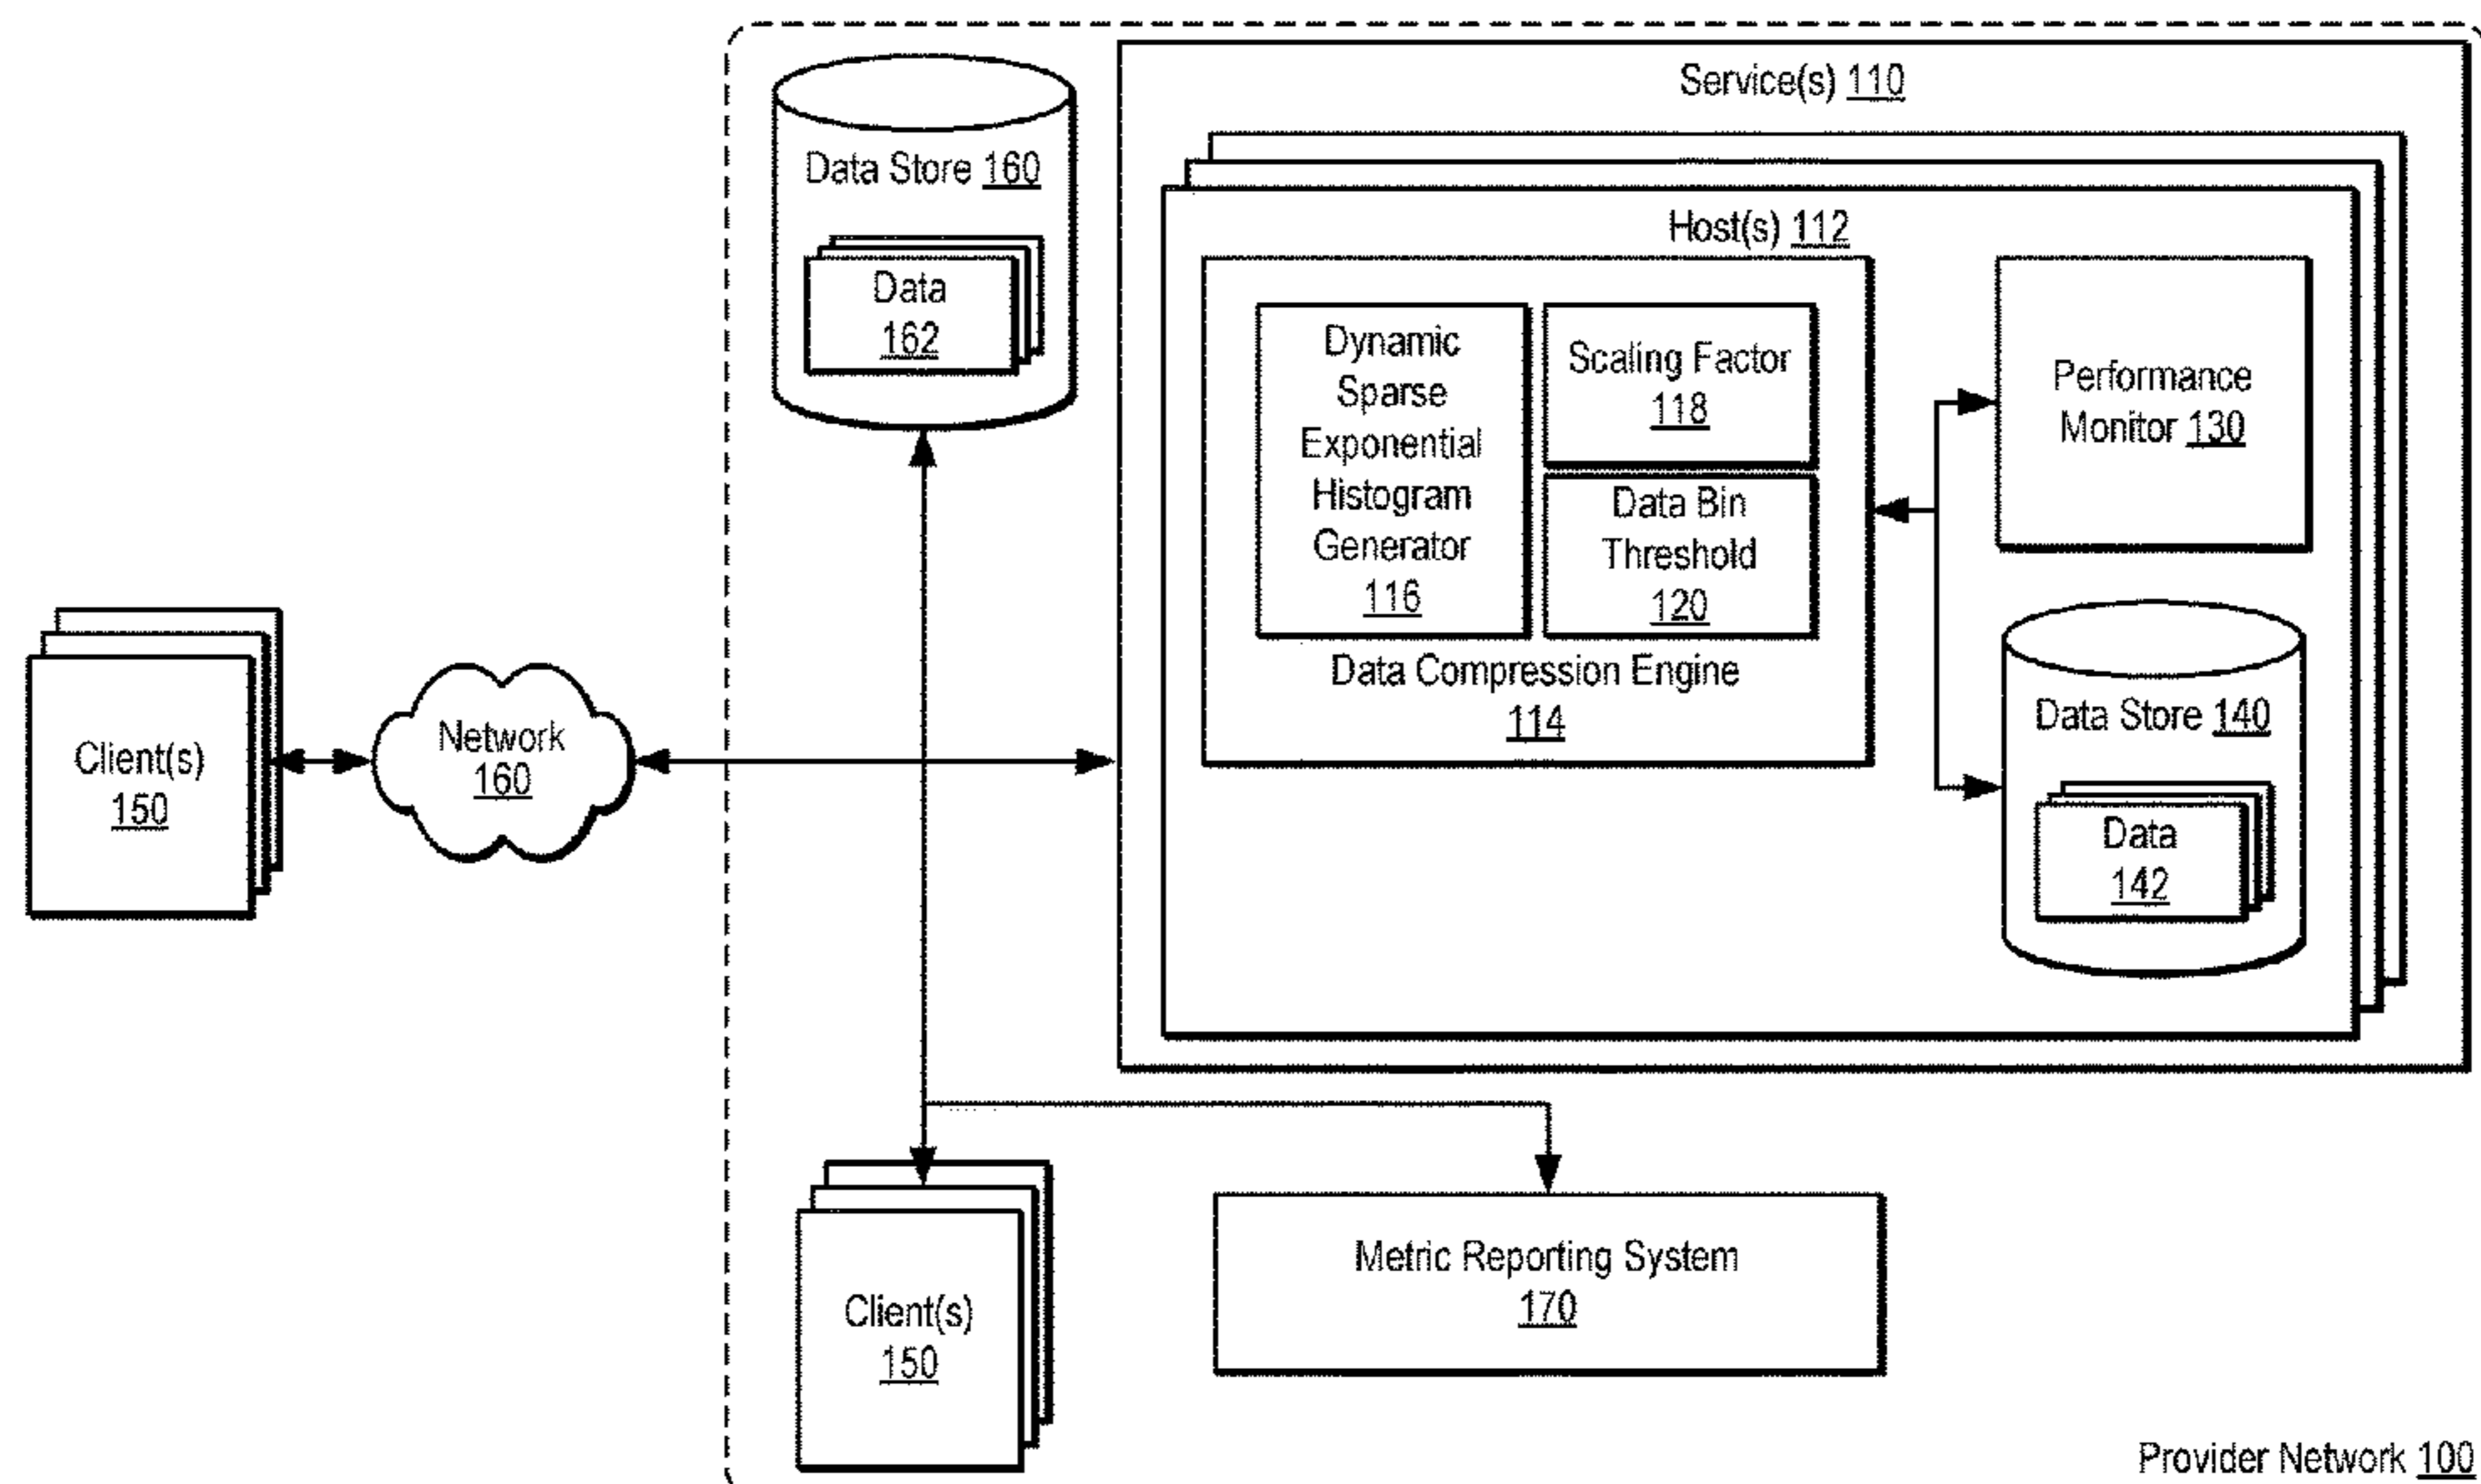 Service(s) 110
Data Store 160
Data
162
Host(s) 112
Dynamic
Sparse
Exponential
Histogram
Generator
116
Scaling Factor
118
Data Bin
Threshold
120
Data Compression Engine
114
Performance
Monitor 130
Data Store 140
Data
142
Client(s)
150
Network
160
Client(s)
150
Metric Reporting System
170
Provider Network 100